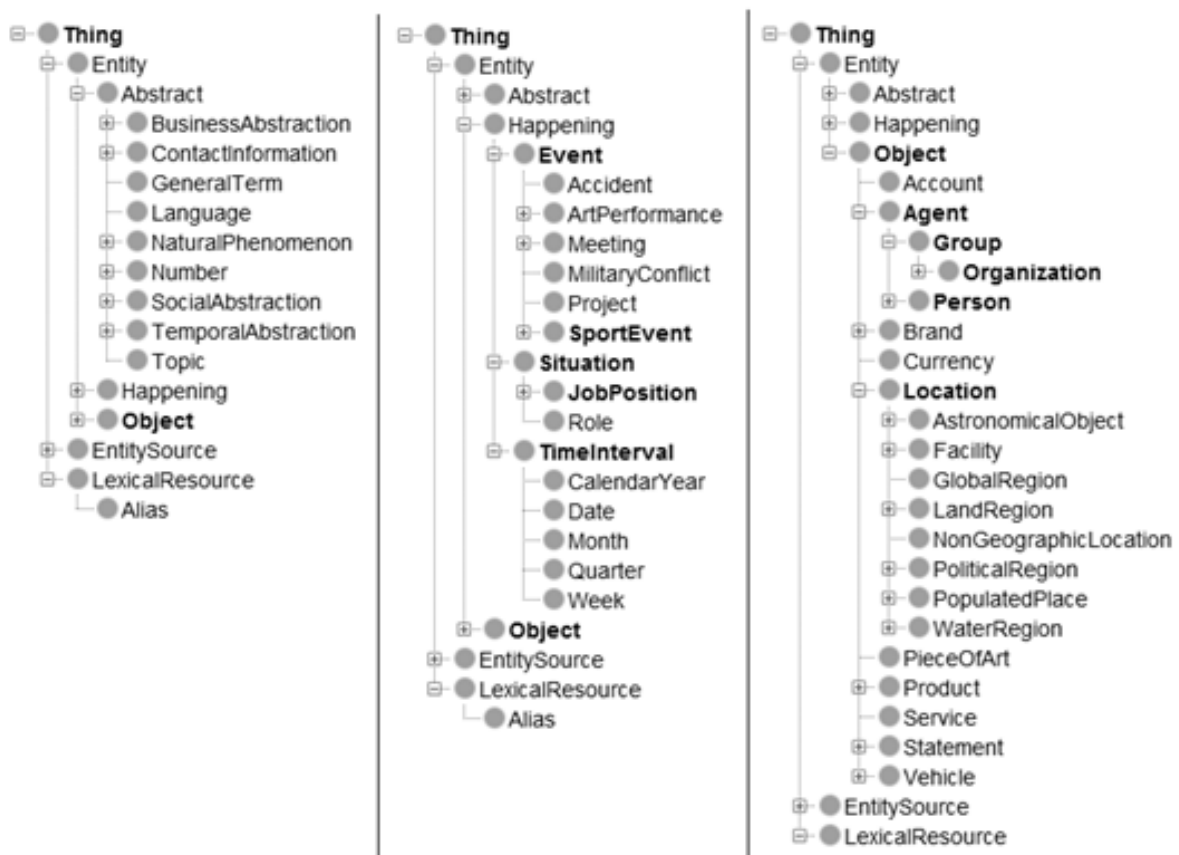 Thing
Entity
Abstract
BusinessAbstraction
ContactInformation
GeneralTerm
Language
NaturalPhenomenon
Number
SocialAbstraction
TemporalAbstraction
Topic
Happening
Object
EntitySource
LexicalResource
Alias
Thing
Entity
Abstract
Happening
Event
Accident
ArtPerformance
Meeting
MilitaryConflict
Project
SportEvent
Situation
JobPosition
Role
TimeInterval
CalendarYear
Date
Month
Quarter
Week
Object
EntitySource
LexicalResource
Alias
Thing
Entity
Abstract
Happening
Object
Account
Agent
Group
Organization
Person
Brand
Currency
Location
AstronomicalObject
Facility
GlobalRegion
LandRegion
NonGeographicLocation
PoliticalRegion
PopulatedPlace
WaterRegion
PieceOfArt
Product
Service
Statement
Vehicle
EntitySource
LexicalResource